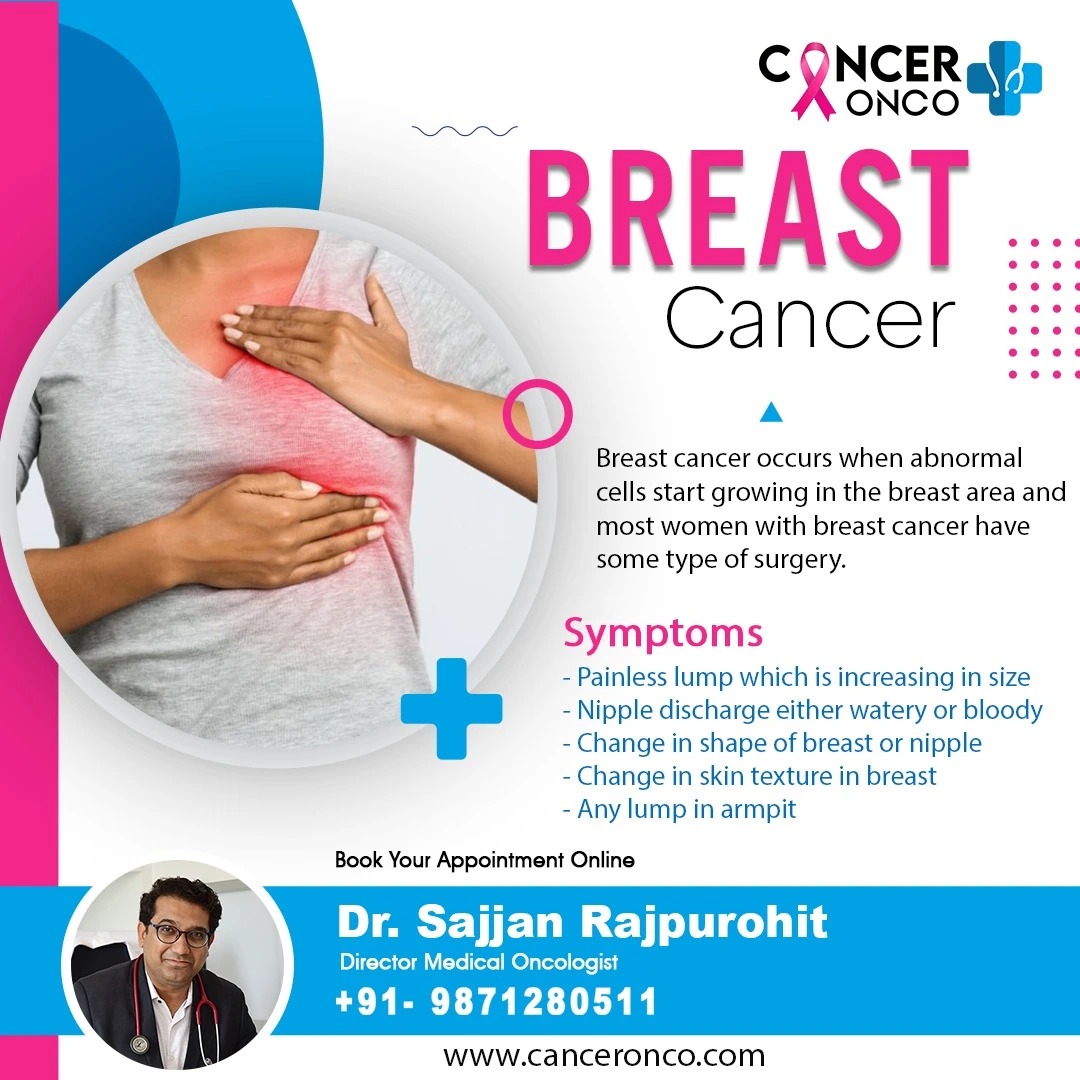 CANCER
ONCO
BREAST
Cancer
Breast cancer occurs when abnormal
cells start growing in the breast area and
most women with breast cancer have
some type of surgery.
Symptoms
- Painless lump which is increasing in size
- Nipple discharge either watery or bloody
- Change in shape of breast or nipple
- Change in skin texture in breast
- Any lump in armpit
Book Your Appointment Online
Dr. Sajjan Rajpurohit
Director Medical Oncologist
+91- 9871280511
www.canceronco.com